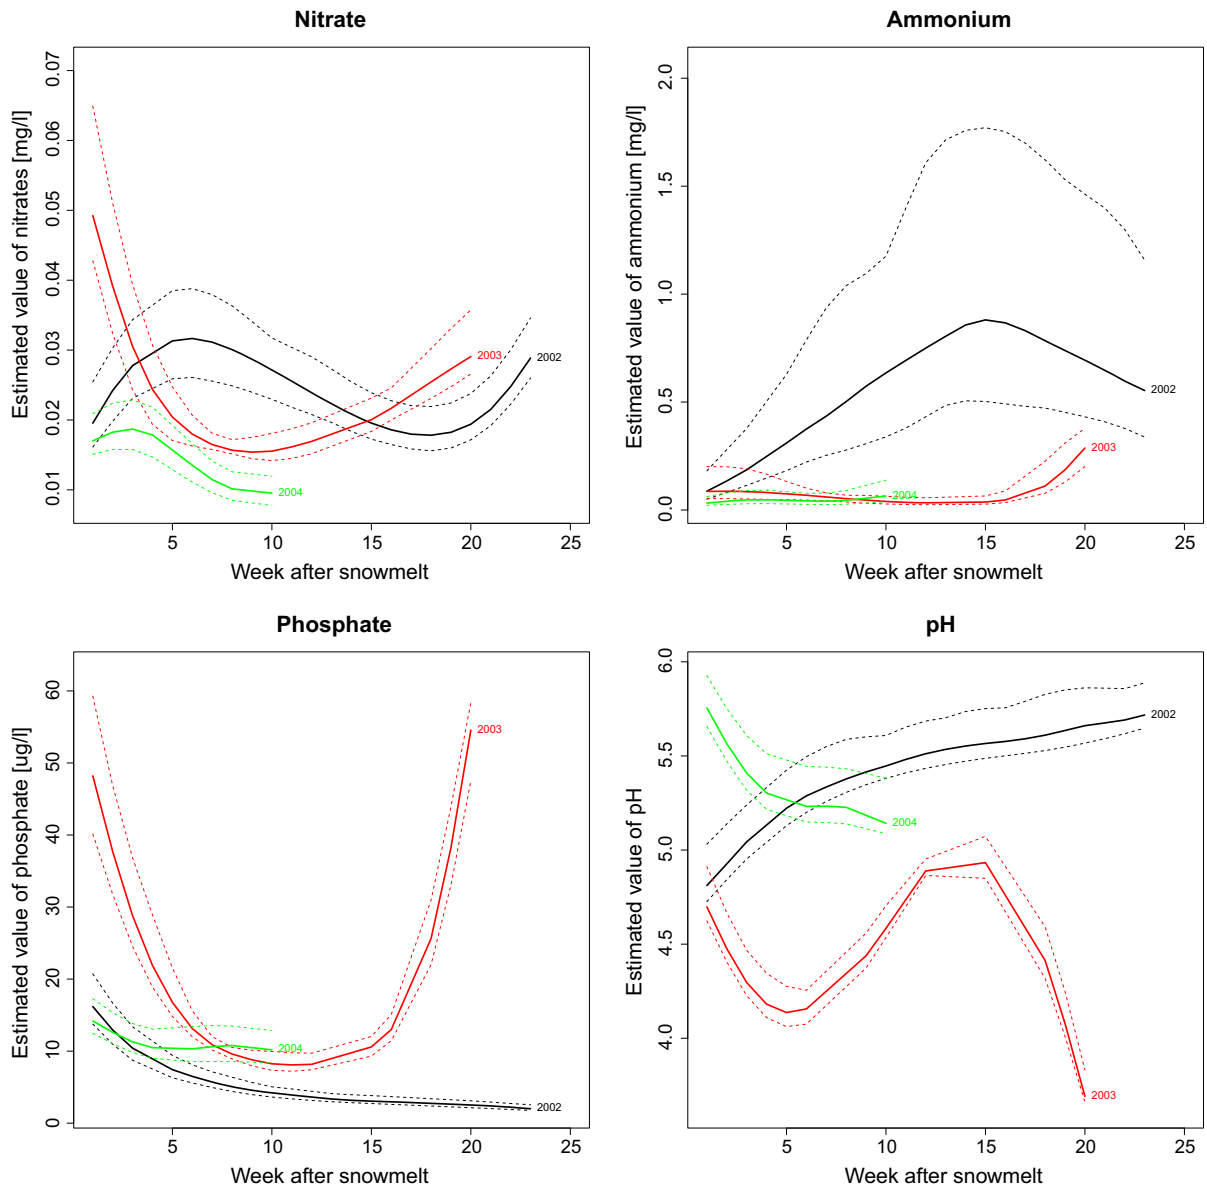 Nitrate
Estimated value of nitrates [mg/l]
0.07
0.06
0.05
0.04
0.03
0.02
0.01
2003
2002
2004
5 10 15 20 25
Week after snowmelt
Ammonium
Estimated value of ammonium [mg/l]
2.0
1.5
1.0
0.5
0.0
2002
2003
2004
5 10 15 20 25
Week after snowmelt
Phosphate
Estimated value of phosphate [ug/l]
60
50
40
30
20
10
0
2003
2004
2002
5 10 15 20 25
Week after snowmelt
pH
Estimated value of pH
6.0
5.5
5.0
4.5
4.0
2002
2004
2003
5 10 15 20 25
Week after snowmelt